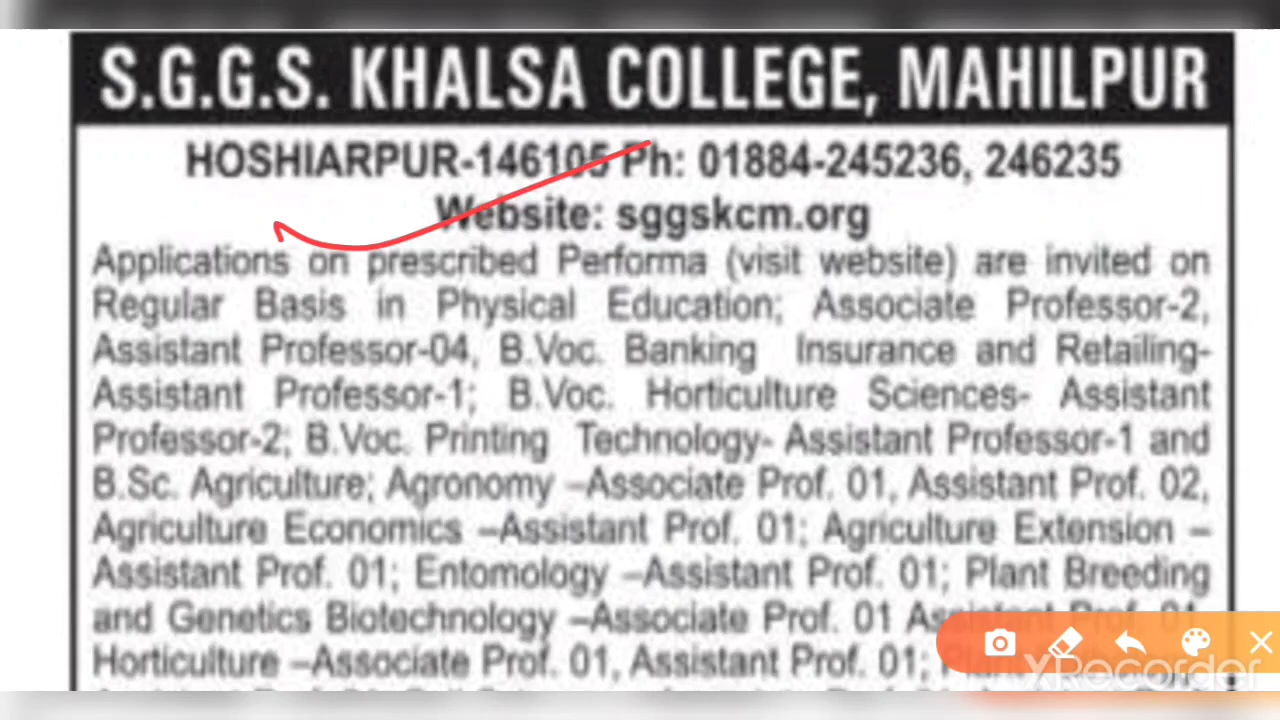 S.G.G.S. KHALSA COLLEGE, MAHILPUR
HOSHIARPUR-146105 Ph: 01884-245236, 246235
Website: sggskcm.org
Applications on prescribed Performa (visit website) are invited on
Regular Basis in Physical Education; Associate Professor-2,
Assistant Professor-04, B.Voc. Banking Insurance and Retailing-
Assistant Professor-1; B.Voc. Horticulture Sciences- Assistant
Professor-2; B.Voc. Printing Technology- Assistant Professor-1 and
B.Sc. Agriculture; Agronomy –Associate Prof. 01, Assistant Prof. 02,
Agriculture Economics –Assistant Prof. 01; Agriculture Extension –
Assistant Prof. 01; Entomology –Assistant Prof. 01; Plant Breeding
and Genetics Biotechnology –Associate Prof. 01 Assistant Prof. 01,
Horticulture –Associate Prof. 01, Assistant Prof. 01;
XRecorder